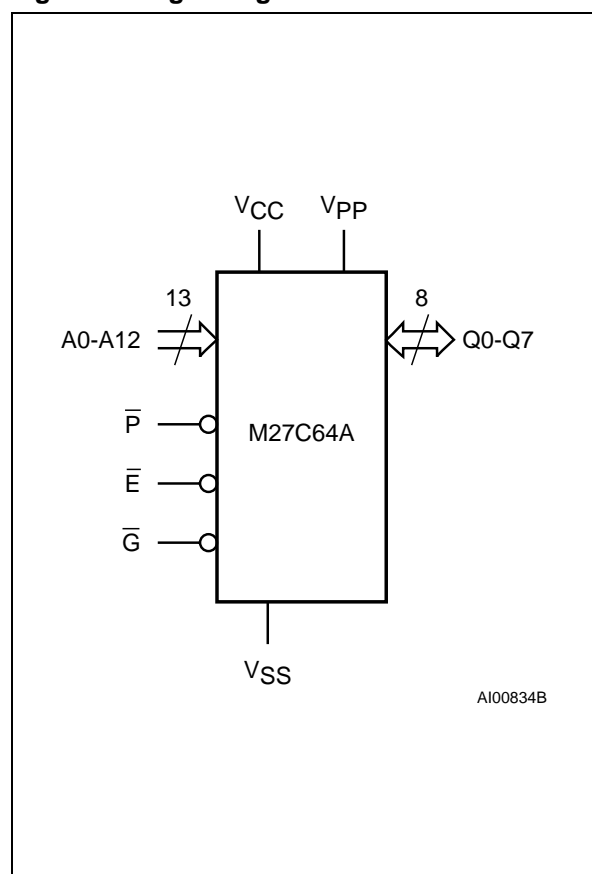 VCC VPP
13 8
A0-A12 Q0-Q7
P̅
M27C64A
E̅
G̅
VSS
AI00834B